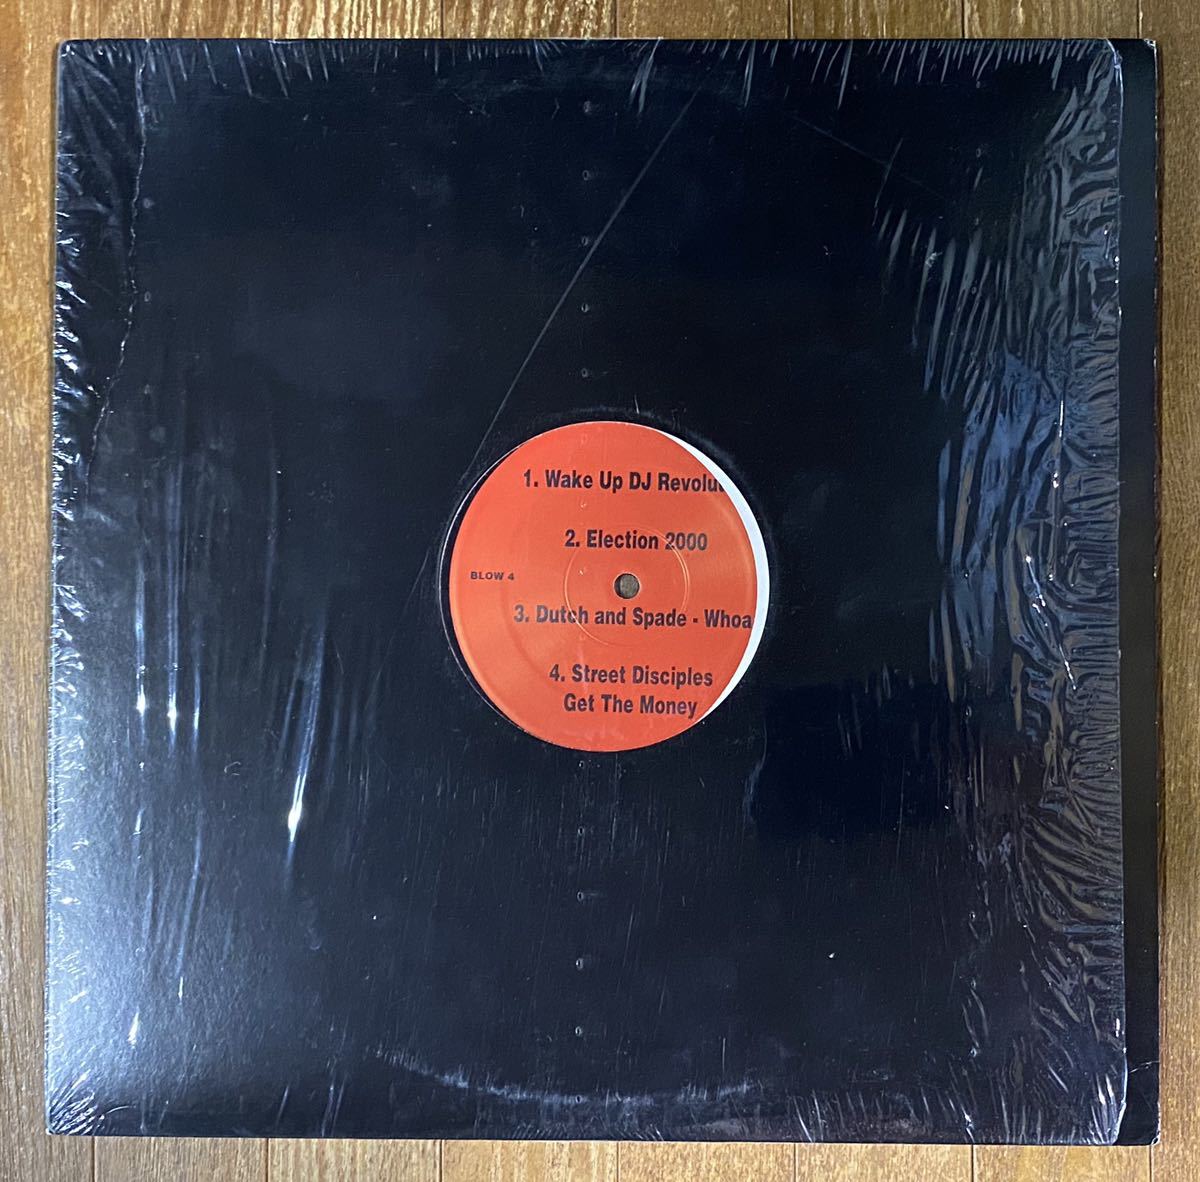 1. Wake Up DJ Revolu
2. Election 2000
BLOW 4
3. Dutch and Spade - Whoa
4. Street Disciples
Get The Money